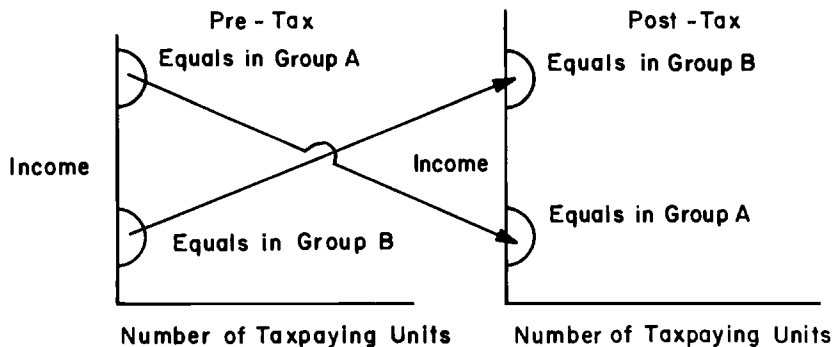 Pre - Tax
Equals in Group A
Income
Equals in Group B
Number of Taxpaying Units
Post - Tax
Equals in Group B
Income
Equals in Group A
Number of Taxpaying Units